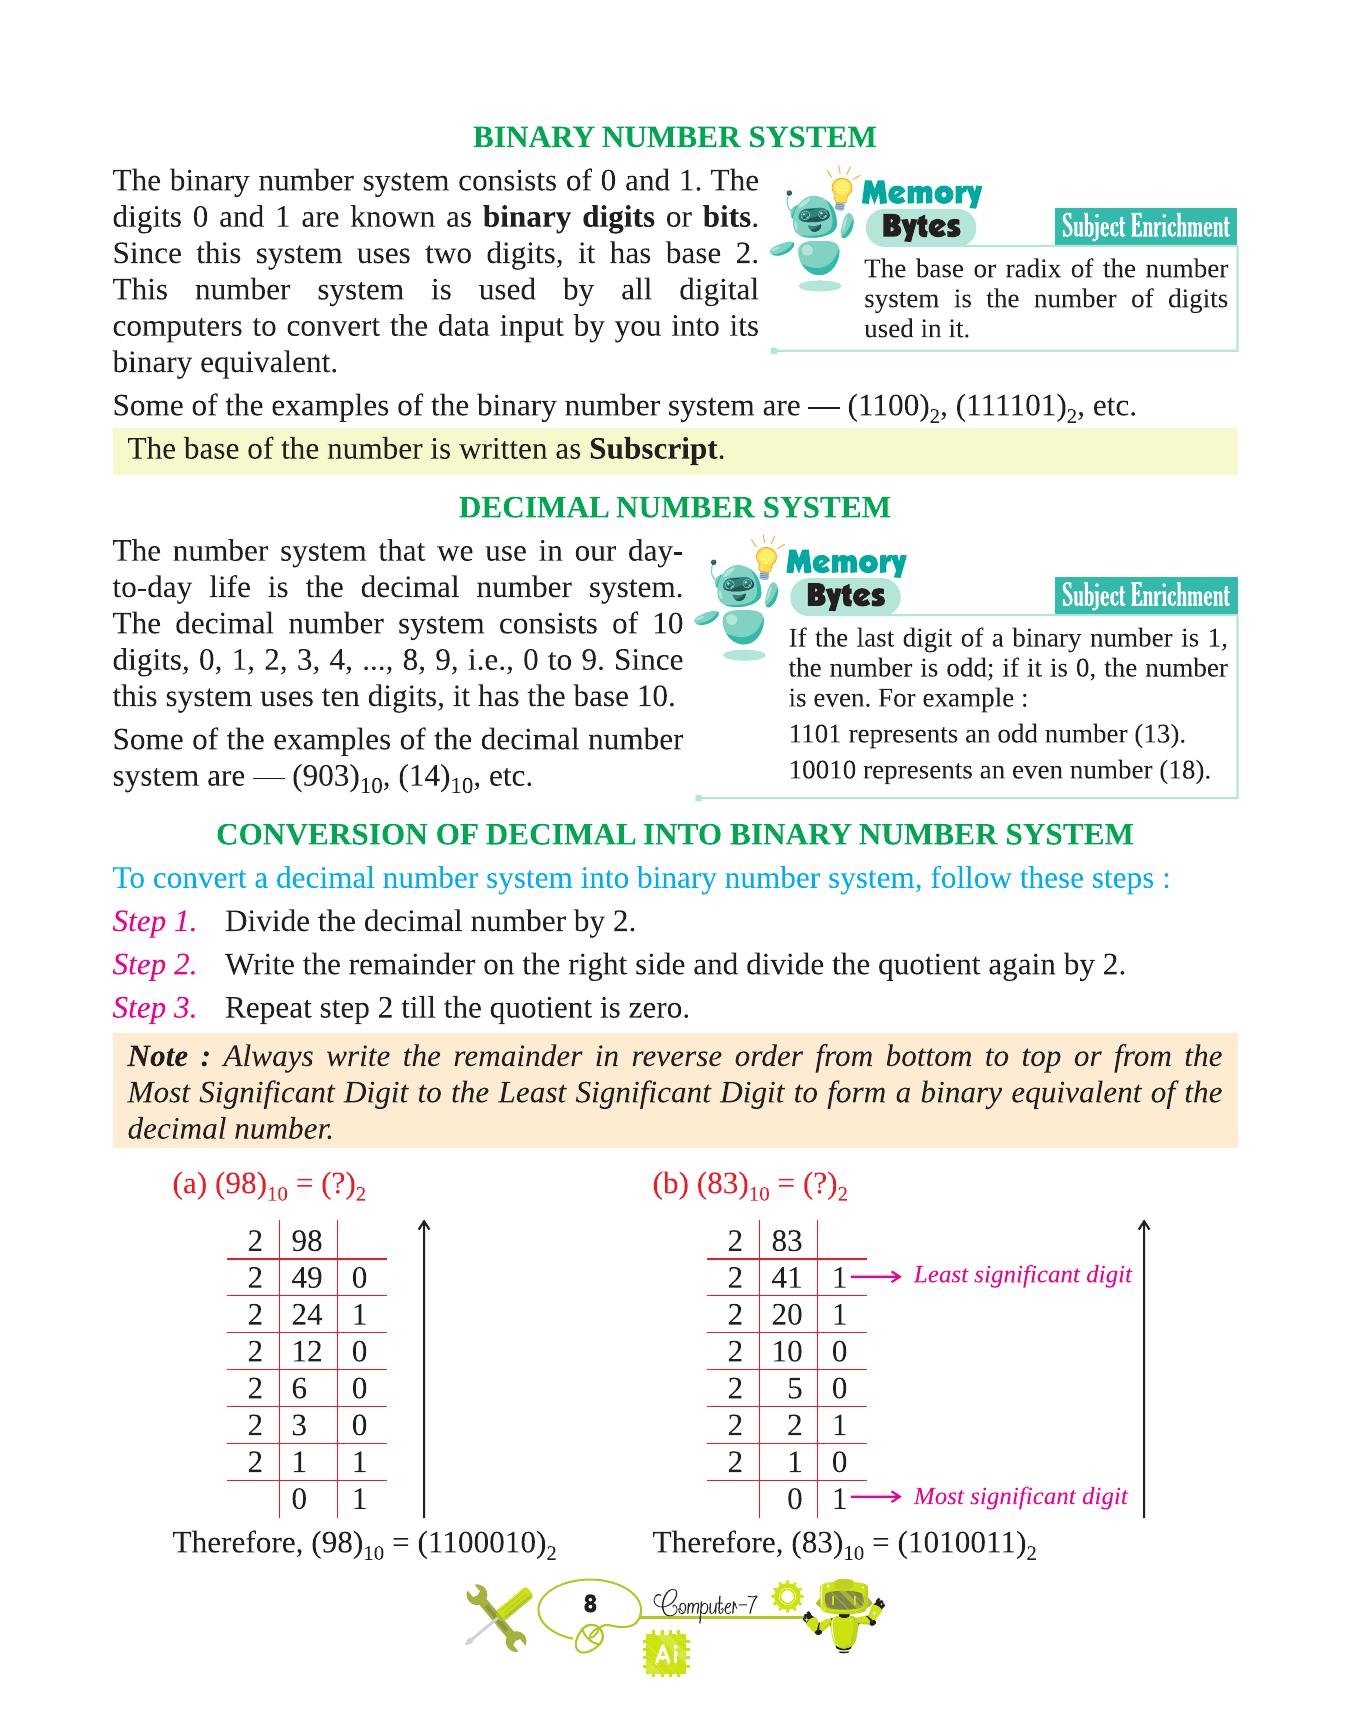 BINARY NUMBER SYSTEM
The binary number system consists of 0 and 1. The
digits 0 and 1 are known as binary digits or bits.
Since this system uses two digits, it has base 2.
This number system is used by all digital
computers to convert the data input by you into its
binary equivalent.
Memory
Bytes
Subject Enrichment
The base or radix of the number
system is the number of digits
used in it.
Some of the examples of the binary number system are — (1100)₂, (111101)₂, etc.
The base of the number is written as Subscript.
DECIMAL NUMBER SYSTEM
The number system that we use in our day-
to-day life is the decimal number system.
The decimal number system consists of 10
digits, 0, 1, 2, 3, 4, ..., 8, 9, i.e., 0 to 9. Since
this system uses ten digits, it has the base 10.
Some of the examples of the decimal number
system are — (903)₁₀, (14)₁₀, etc.
Memory
Bytes
Subject Enrichment
If the last digit of a binary number is 1,
the number is odd; if it is 0, the number
is even. For example :
1101 represents an odd number (13).
10010 represents an even number (18).
CONVERSION OF DECIMAL INTO BINARY NUMBER SYSTEM
To convert a decimal number system into binary number system, follow these steps :
Step 1. Divide the decimal number by 2.
Step 2. Write the remainder on the right side and divide the quotient again by 2.
Step 3. Repeat step 2 till the quotient is zero.
Note : Always write the remainder in reverse order from bottom to top or from the
Most Significant Digit to the Least Significant Digit to form a binary equivalent of the
decimal number.
(a) (98)₁₀ = (?)₂
2 98
2 49 0
2 24 1
2 12 0
2 6 0
2 3 0
2 1 1
0 1
Therefore, (98)₁₀ = (1100010)₂
(b) (83)₁₀ = (?)₂
2 83
2 41 1 Least significant digit
2 20 1
2 10 0
2 5 0
2 2 1
2 1 0
0 1 Most significant digit
Therefore, (83)₁₀ = (1010011)₂
8
Computer-7
Ai